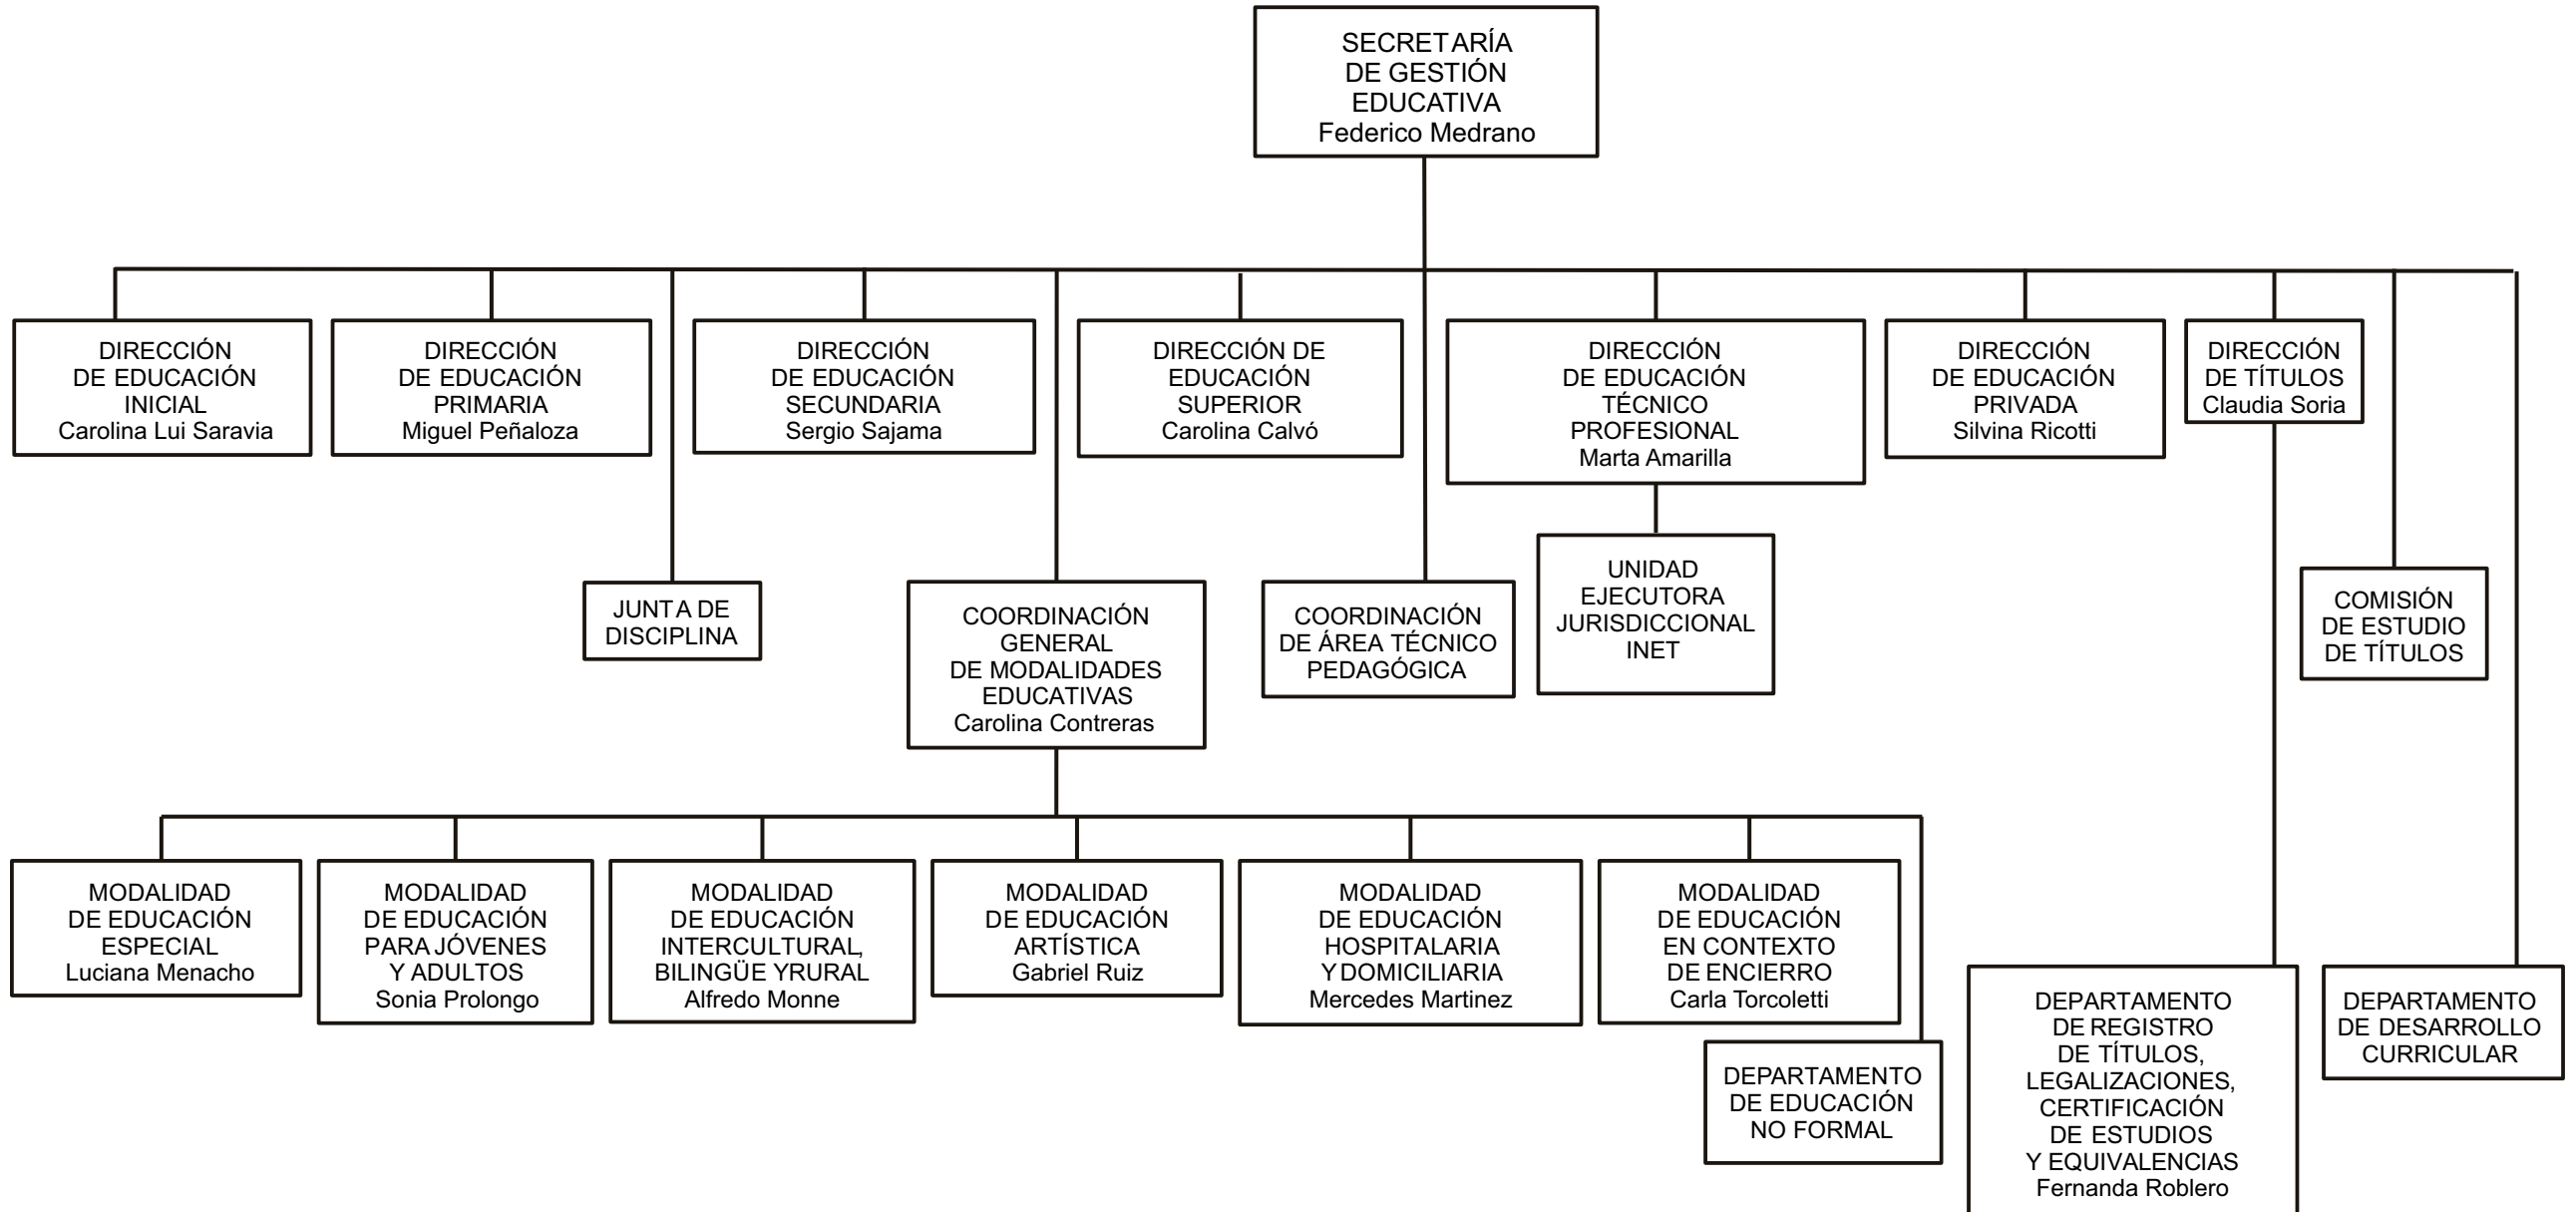 SECRETARÍA
DE GESTIÓN
EDUCATIVA
Federico Medrano
DIRECCIÓN
DE EDUCACIÓN
INICIAL
Carolina Lui Saravia
DIRECCIÓN
DE EDUCACIÓN
PRIMARIA
Miguel Peñaloza
DIRECCIÓN
DE EDUCACIÓN
SECUNDARIA
Sergio Sajama
DIRECCIÓN DE
EDUCACIÓN
SUPERIOR
Carolina Calvó
DIRECCIÓN
DE EDUCACIÓN
TÉCNICO
PROFESIONAL
Marta Amarilla
DIRECCIÓN
DE EDUCACIÓN
PRIVADA
Silvina Ricotti
DIRECCIÓN
DE TÍTULOS
Claudia Soria
JUNTA DE
DISCIPLINA
COORDINACIÓN
GENERAL
DE MODALIDADES
EDUCATIVAS
Carolina Contreras
COORDINACIÓN
DE ÁREA TÉCNICO
PEDAGÓGICA
UNIDAD
EJECUTORA
JURISDICCIONAL
INET
COMISIÓN
DE ESTUDIO
DE TÍTULOS
MODALIDAD
DE EDUCACIÓN
ESPECIAL
Luciana Menacho
MODALIDAD
DE EDUCACIÓN
PARA JÓVENES
Y ADULTOS
Sonia Prolongo
MODALIDAD
DE EDUCACIÓN
INTERCULTURAL,
BILINGÜE YRURAL
Alfredo Monne
MODALIDAD
DE EDUCACIÓN
ARTÍSTICA
Gabriel Ruiz
MODALIDAD
DE EDUCACIÓN
HOSPITALARIA
Y DOMICILIARIA
Mercedes Martinez
MODALIDAD
DE EDUCACIÓN
EN CONTEXTO
DE ENCIERRO
Carla Torcoletti
DEPARTAMENTO
DE EDUCACIÓN
NO FORMAL
DEPARTAMENTO
DE REGISTRO
DE TÍTULOS,
LEGALIZACIONES,
CERTIFICACIÓN
DE ESTUDIOS
Y EQUIVALENCIAS
Fernanda Roblero
DEPARTAMENTO
DE DESARROLLO
CURRICULAR